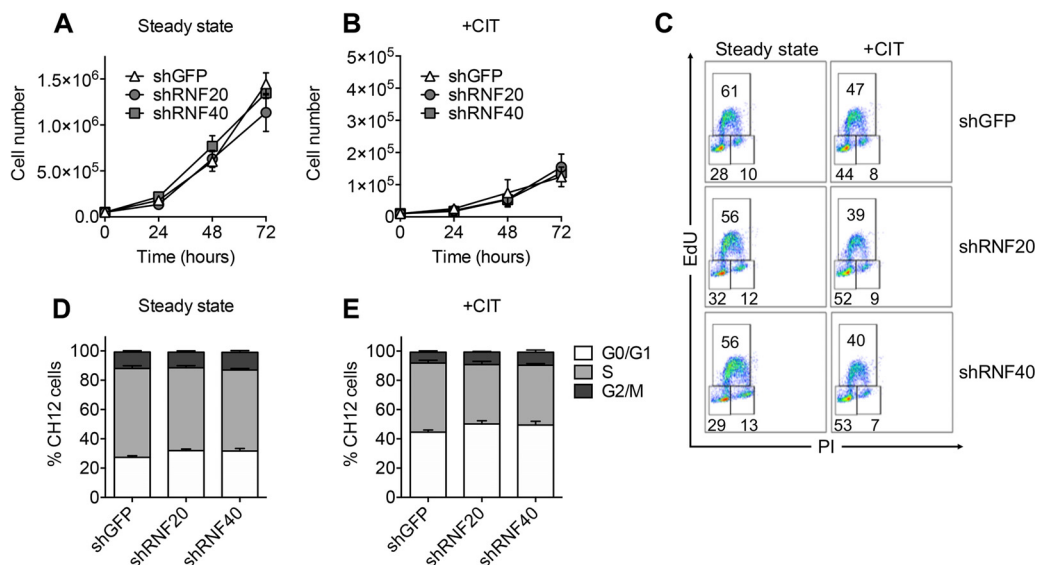 A
Steady state
Cell number
1.5×10⁶
1.0×10⁶
5.0×10⁵
0.0
shGFP
shRNF20
shRNF40
0 24 48 72
Time (hours)
B
+CIT
Cell number
5×10⁵
4×10⁵
3×10⁵
2×10⁵
1×10⁵
0
shGFP
shRNF20
shRNF40
0 24 48 72
Time (hours)
C
Steady state +CIT
61 47
28 10 44 8
shGFP
56 39
32 12 52 9
shRNF20
56 40
29 13 53 7
shRNF40
EdU
PI
D
Steady state
% CH12 cells
100
80
60
40
20
0
shGFP shRNF20 shRNF40
E
+CIT
% CH12 cells
100
80
60
40
20
0
shGFP shRNF20 shRNF40
G0/G1
S
G2/M